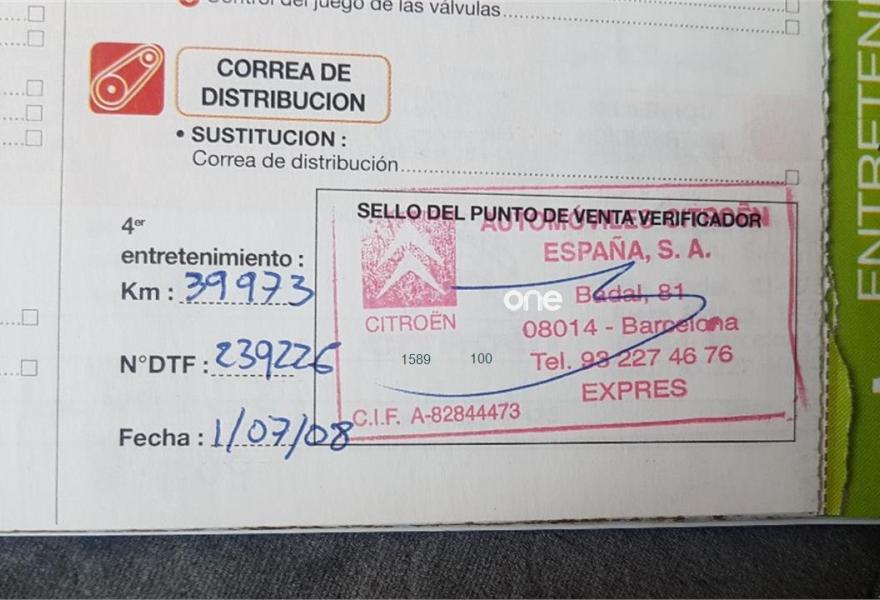 Control del juego de las válvulas
CORREA DE
DISTRIBUCION
• SUSTITUCION :
Correa de distribución
SELLO DEL PUNTO DE VENTA VERIFICADOR
AUTOMÓVILES CITROËN
ESPAÑA, S. A.
4er
entretenimiento :
Km : 39973
one
Badal, 81
CITROËN
08014 - Barcelona
N°DTF : 239226
1589 100
Tel. 93 227 46 76
EXPRES
C.I.F. A-82844473
Fecha : 1/07/08
ENTRETEN